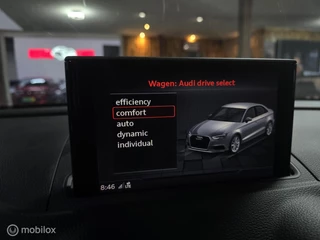 Wagen: Audi drive select
efficiency
comfort
auto
dynamic
individual
8:46
© mobilox